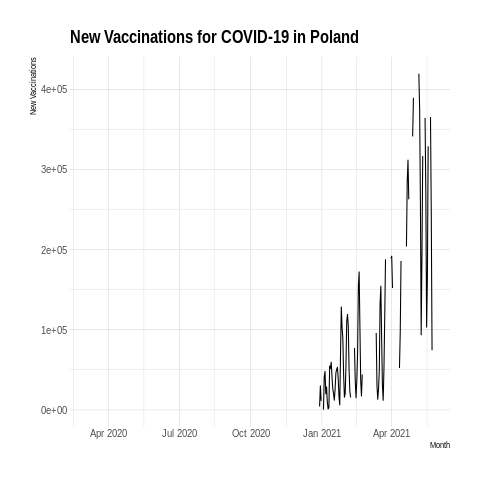 New Vaccinations for COVID-19 in Poland
New Vaccinations
4e+05
3e+05
2e+05
1e+05
0e+00
Apr 2020 Jul 2020 Oct 2020 Jan 2021 Apr 2021
Month